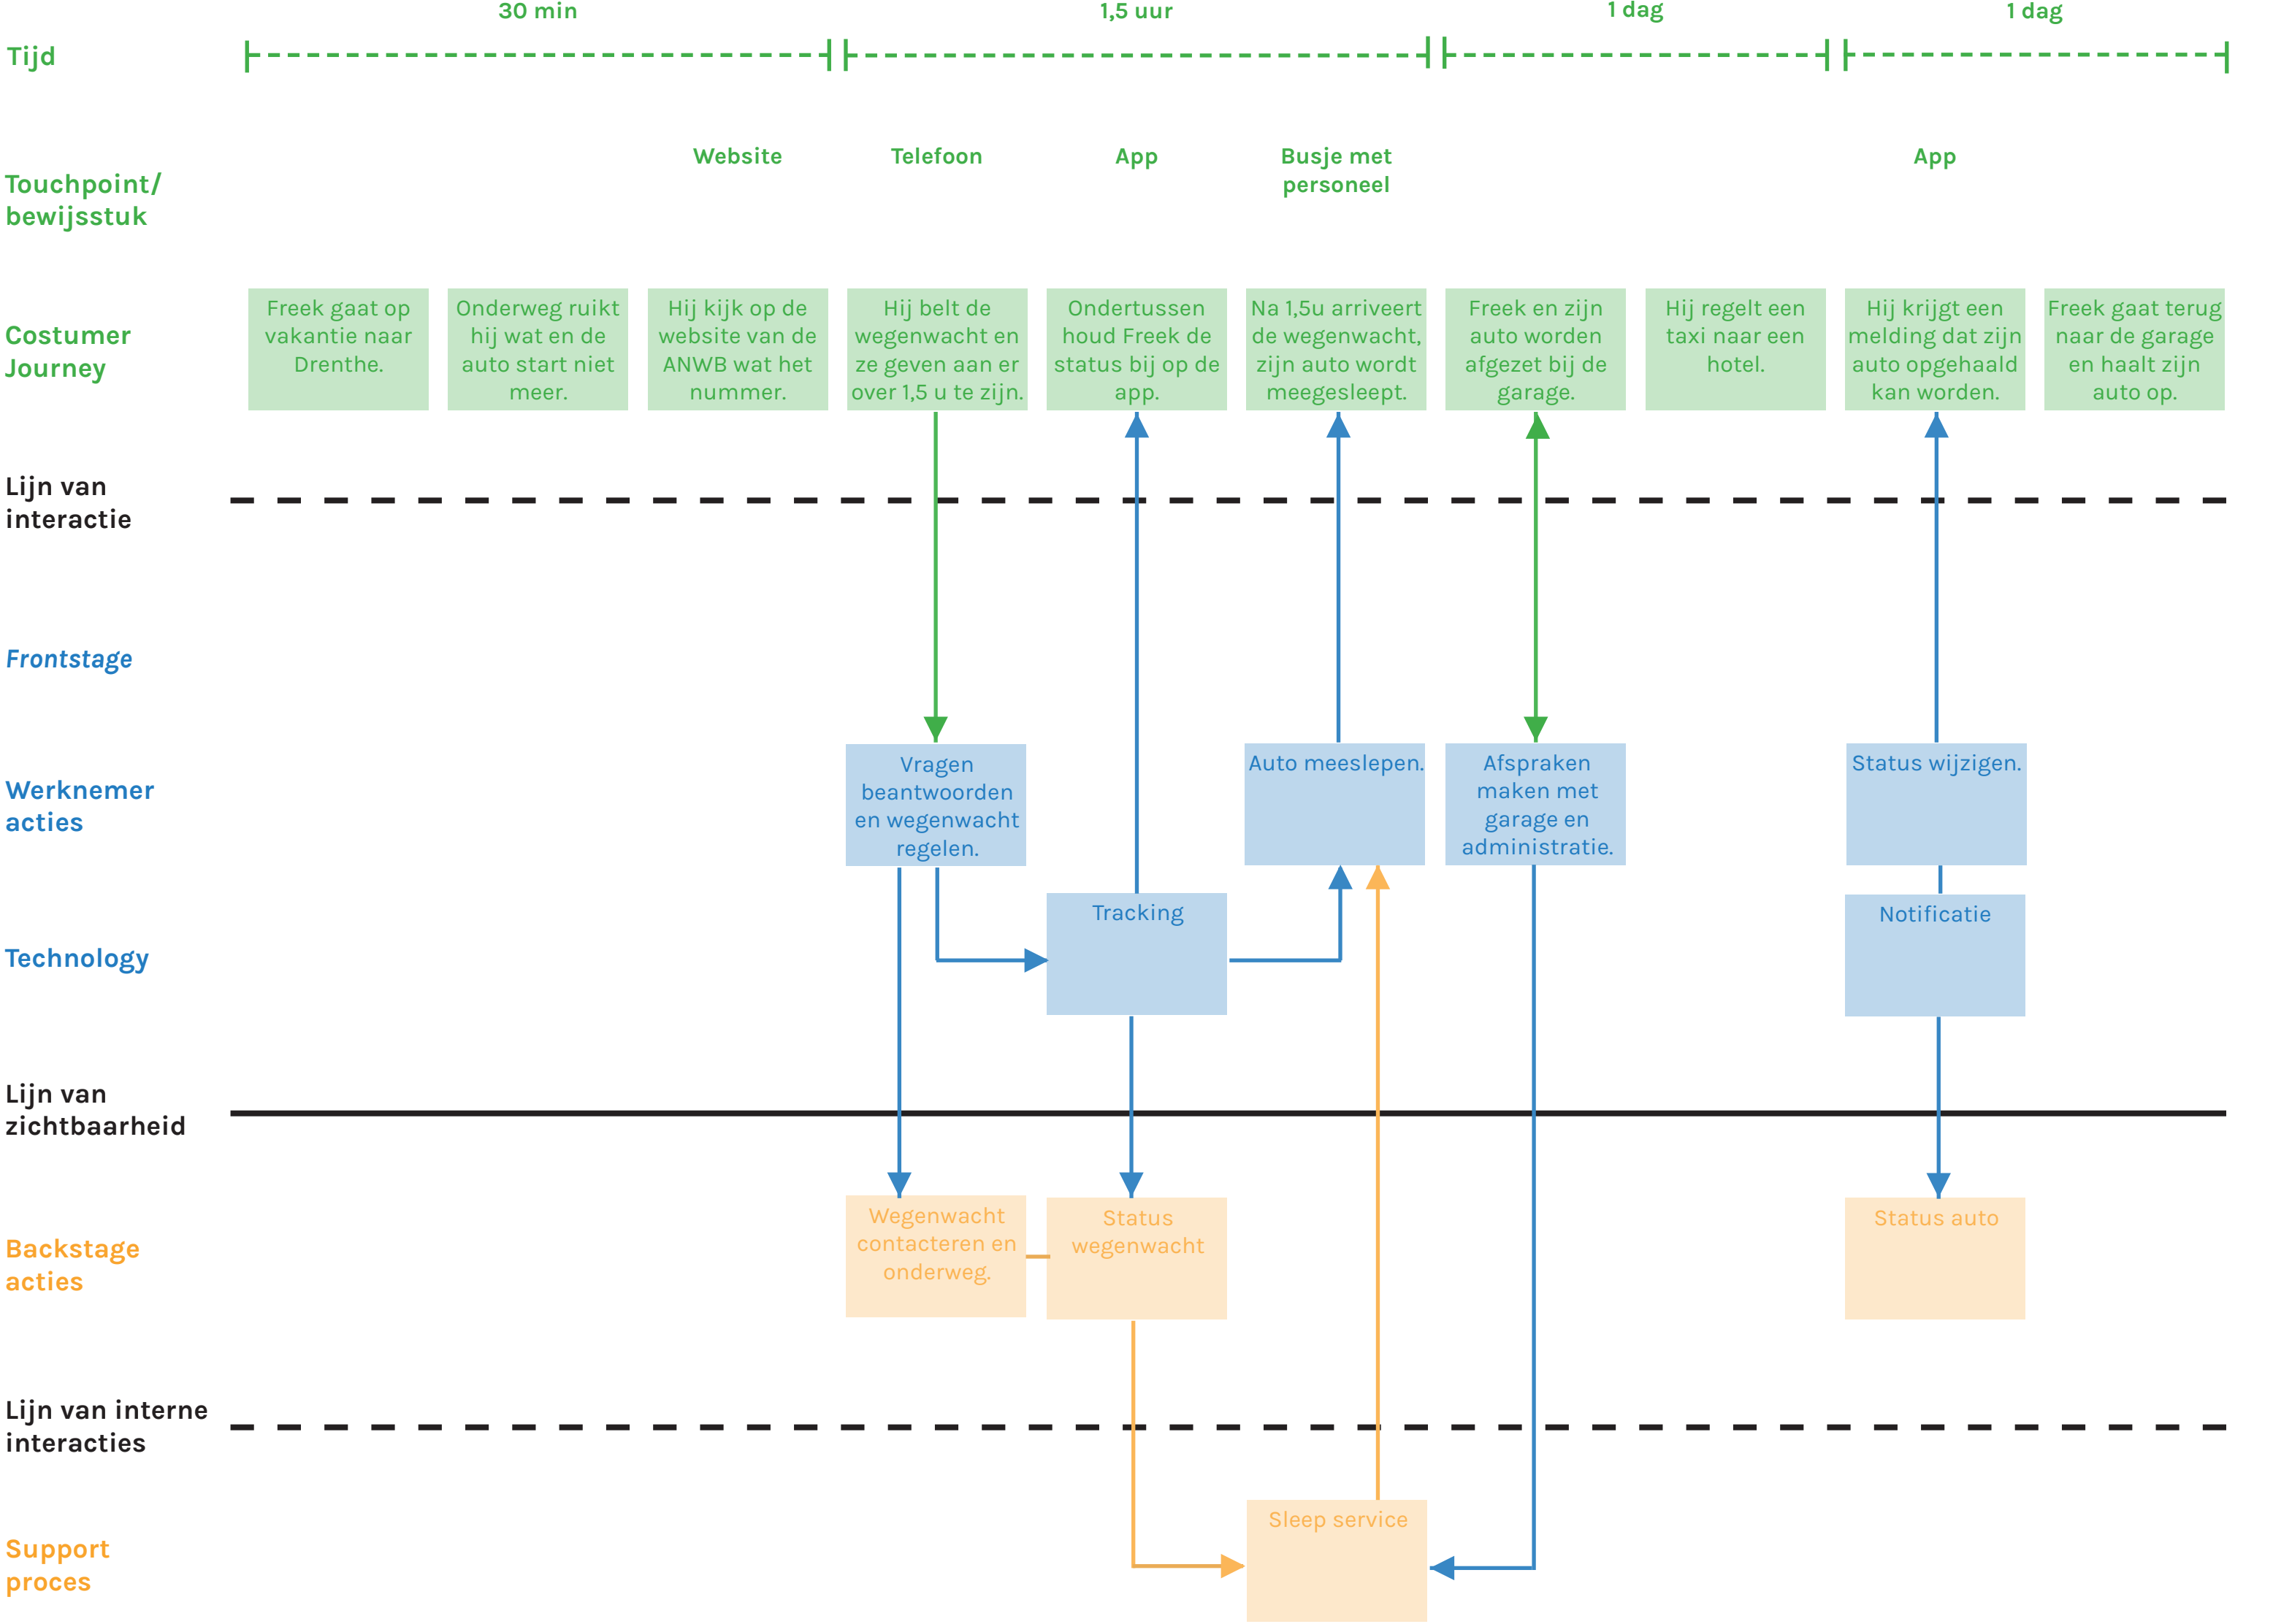 30 min
1,5 uur
1 dag
1 dag
Tijd
Website
Telefoon
App
Busje met
personeel
App
Touchpoint/
bewijsstuk
Costumer
Journey
Freek gaat op
vakantie naar
Drenthe.
Onderweg ruikt
hij wat en de
auto start niet
meer.
Hij kijk op de
website van de
ANWB wat het
nummer.
Hij belt de
wegenwacht en
ze geven aan er
over 1,5 u te zijn.
Ondertussen
houd Freek de
status bij op de
app.
Na 1,5u arriveert
de wegenwacht,
zijn auto wordt
meegesleept.
Freek en zijn
auto worden
afgezet bij de
garage.
Hij regelt een
taxi naar een
hotel.
Hij krijgt een
melding dat zijn
auto opgehaald
kan worden.
Freek gaat terug
naar de garage
en haalt zijn
auto op.
Lijn van
interactie
Frontstage
Werknemer
acties
Vragen
beantwoorden
en wegenwacht
regelen.
Auto meeslepen.
Afspraken
maken met
garage en
administratie.
Status wijzigen.
Technology
Tracking
Notificatie
Lijn van
zichtbaarheid
Backstage
acties
Wegenwacht
contacteren en
onderweg.
Status
wegenwacht
Status auto
Lijn van interne
interacties
Support
proces
Sleep service